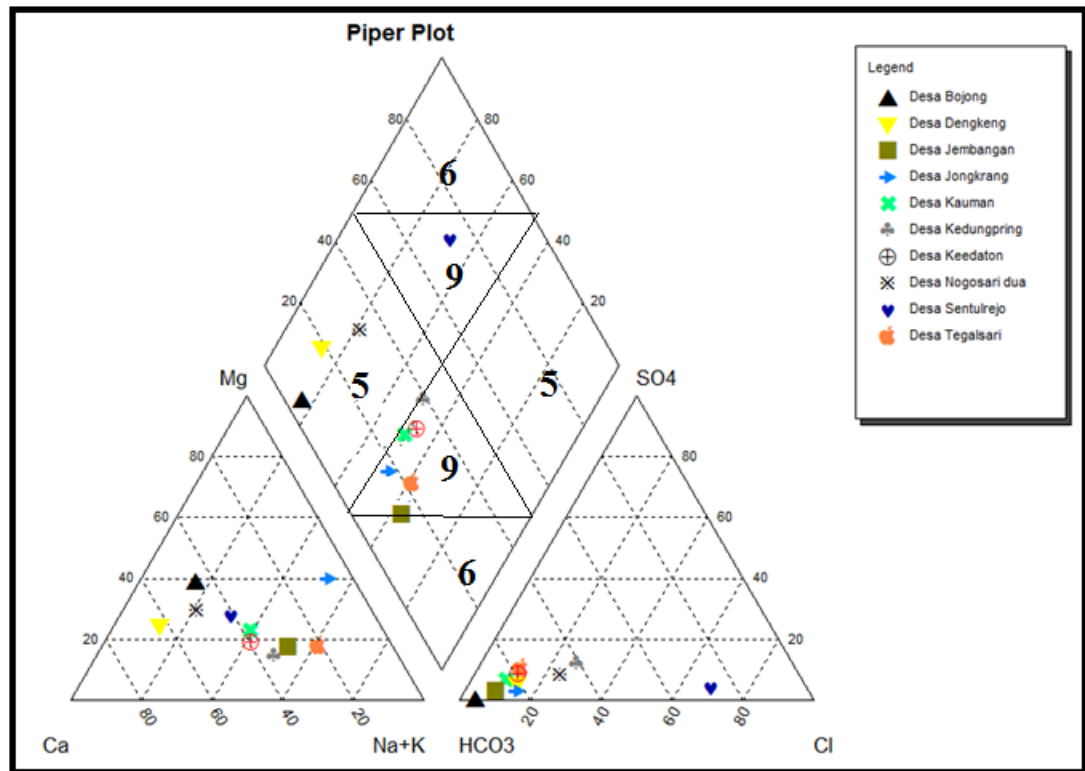 Piper Plot
Legend
Desa Bojong
Desa Dengkeng
Desa Jembangan
Desa Jongkrang
Desa Kauman
Desa Kedungpring
Desa Keedaton
Desa Nogosari dua
Desa Sentulrejo
Desa Tegalsari
80 80
60 6 60
40 40
9
20 20
Mg 5 5 SO4
80 9 80
60 60
6
40 40
20 20
80 60 40 20 20 40 60 80
Ca Na+K HCO3 Cl